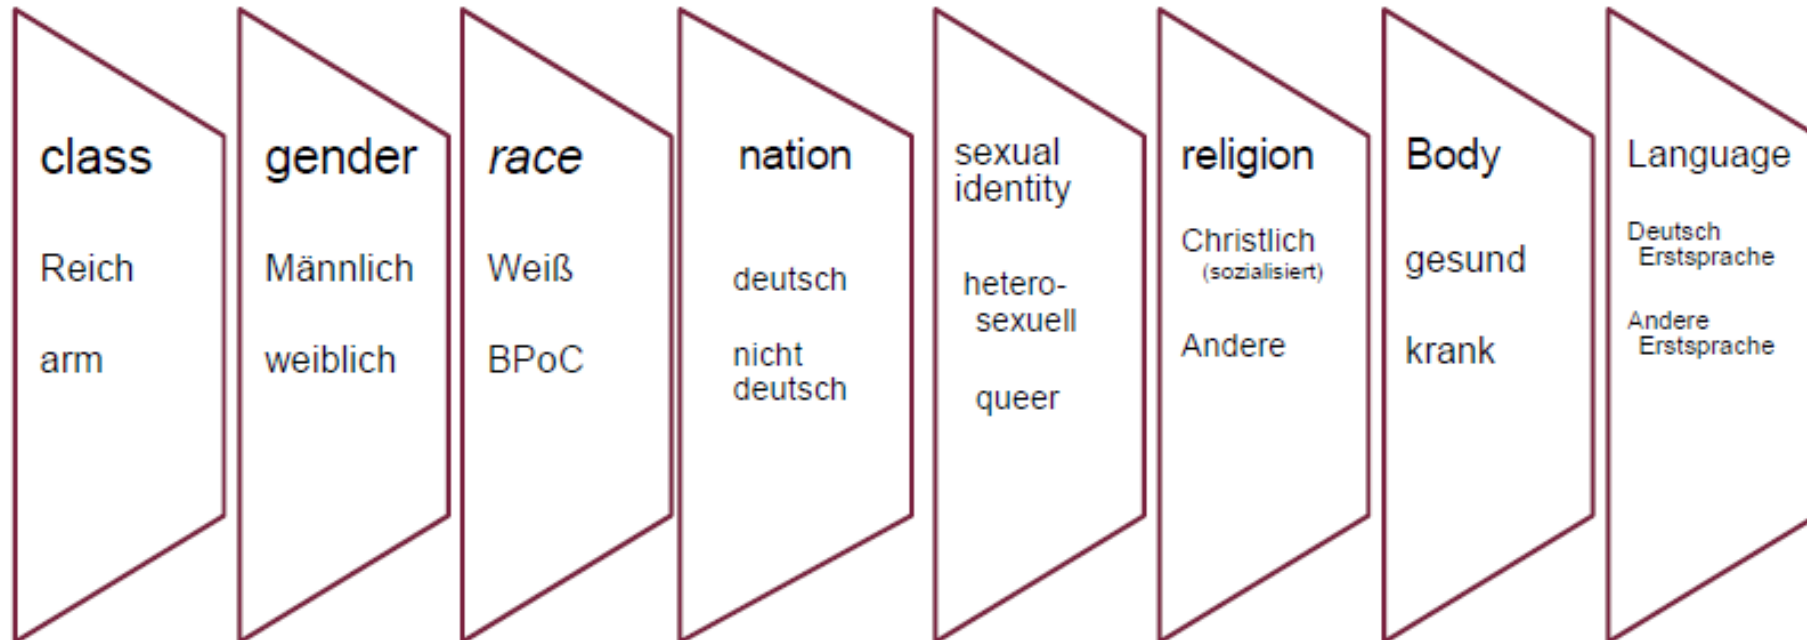 class
Reich
arm
gender
Männlich
weiblich
race
Weiß
BPoC
nation
deutsch
nicht
deutsch
sexual
identity
hetero-
sexuell
queer
religion
Christlich
(sozialisiert)
Andere
Body
gesund
krank
Language
Deutsch
Erstsprache
Andere
Erstsprache